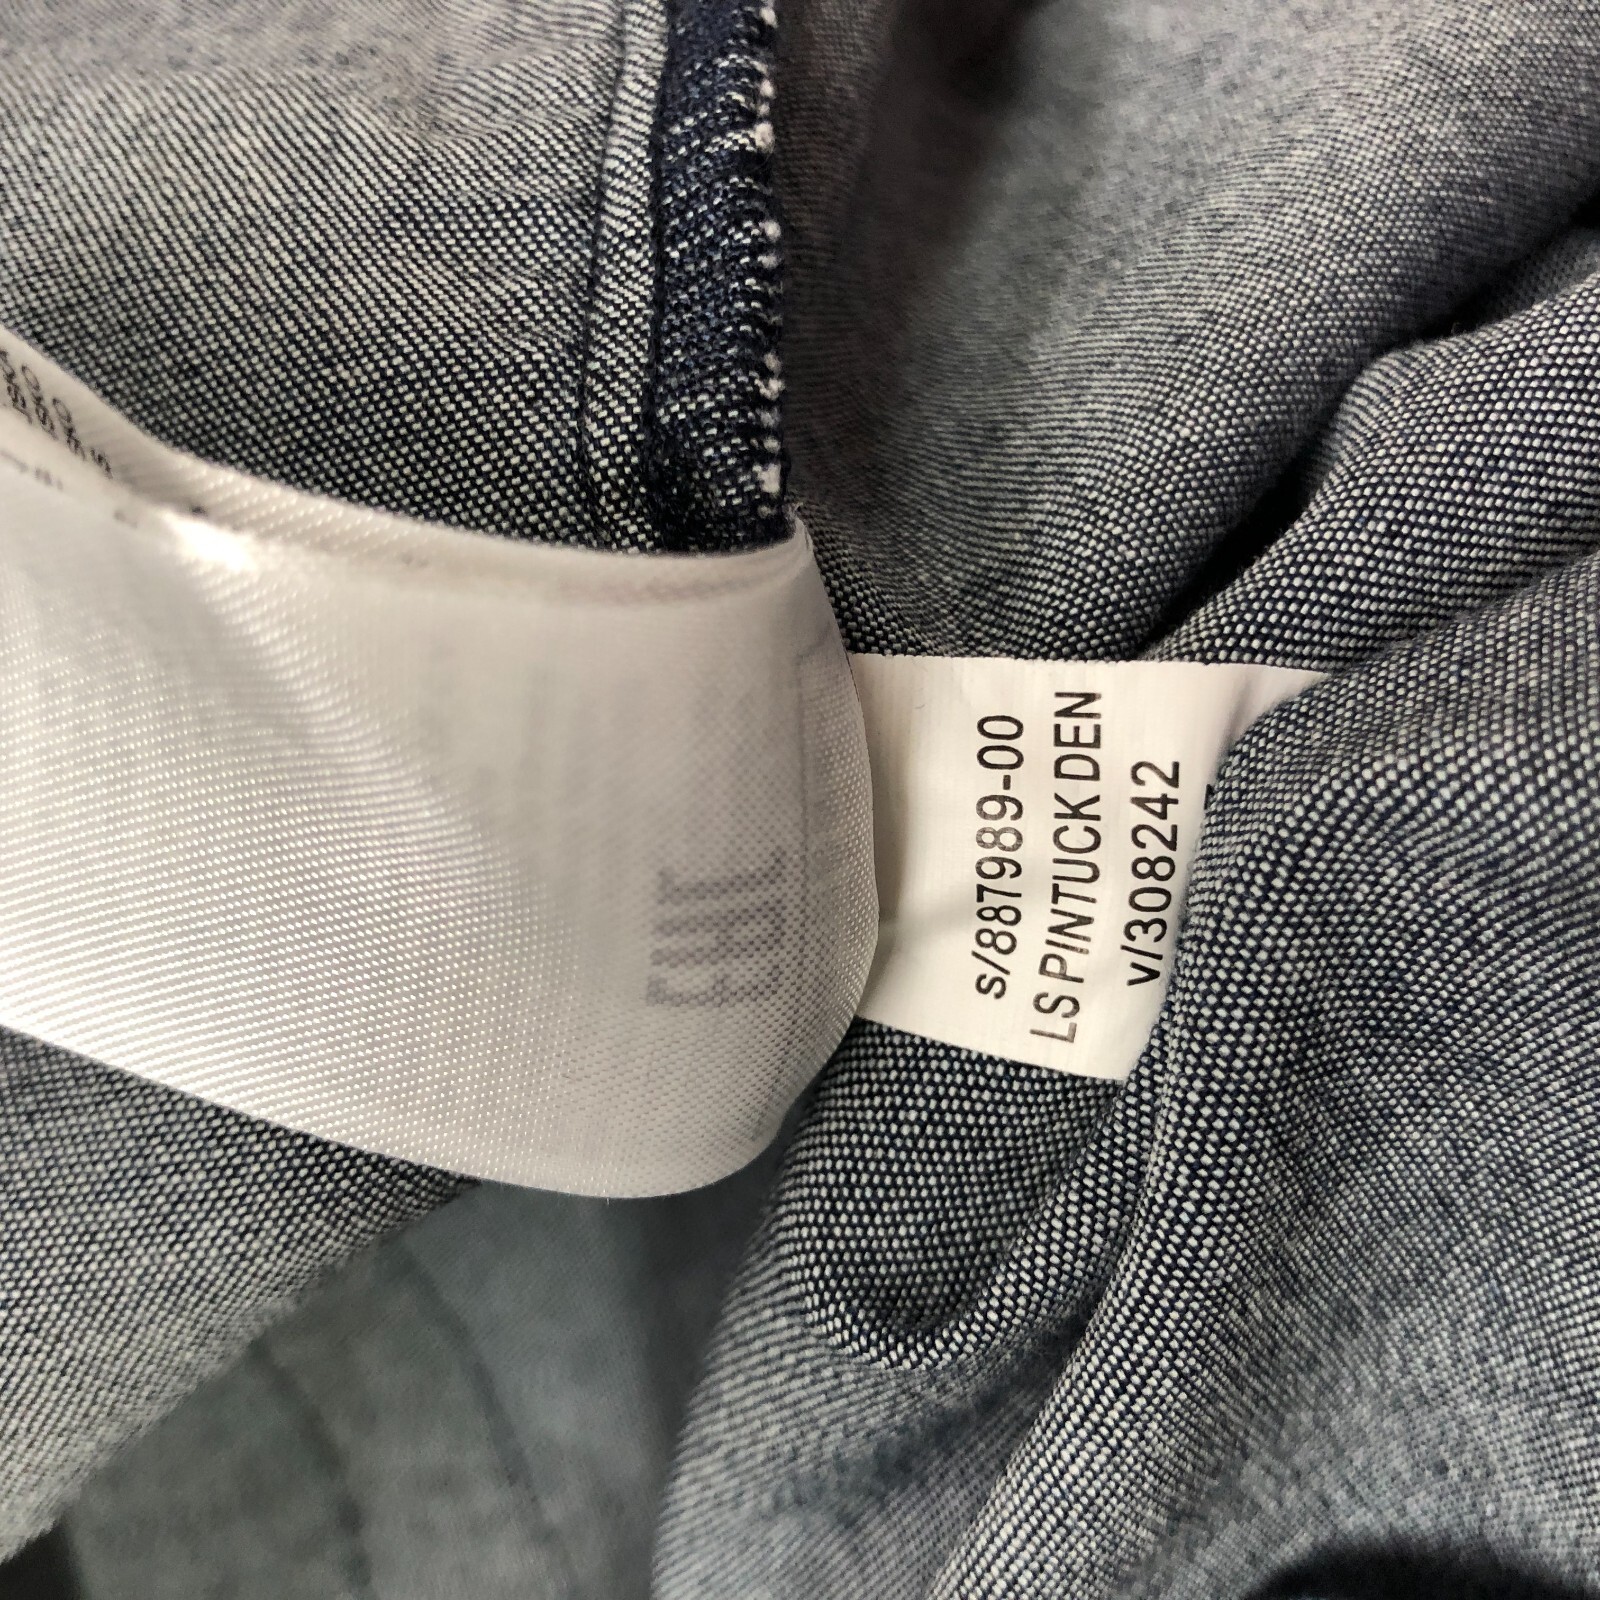 s/887989-00
LS PINTUCK DEN
v/308242